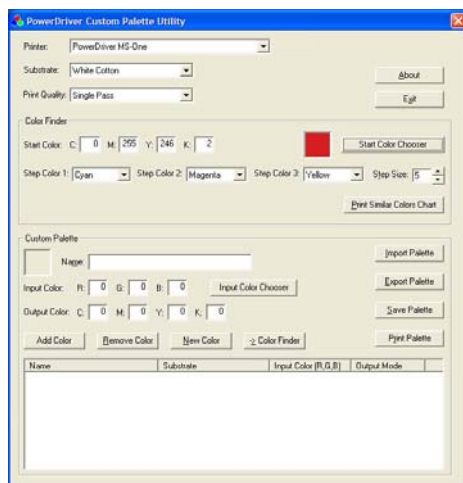 PowerDriver Custom Palette Utility
Printer: PowerDriver MS-One
Substrate: White Cotton About
Print Quality: Single Pass Exit
Color Finder
Start Color: C: 0 M: 255 Y: 246 K: 2 Start Color Chooser
Step Color 1: Cyan Step Color 2: Magenta Step Color 3: Yellow Step Size: 5
Print Similar Colors Chart
Custom Palette
Import Palette
Name:
Input Color: R: 0 G: 0 B: 0 Input Color Chooser Export Palette
Output Color: C: 0 M: 0 Y: 0 K: 0 Save Palette
Add Color Remove Color New Color -> Color Finder Print Palette
Name Substrate Input Color (R,G,B) Output Mode